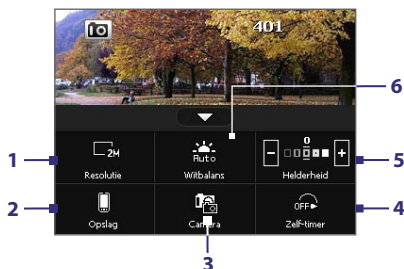 401
6
1
2M
Auto
0
- +
5
Resolutie
Witbalans
Helderheid
2
OFF
4
Opslag
Camera
Zelf-timer
3